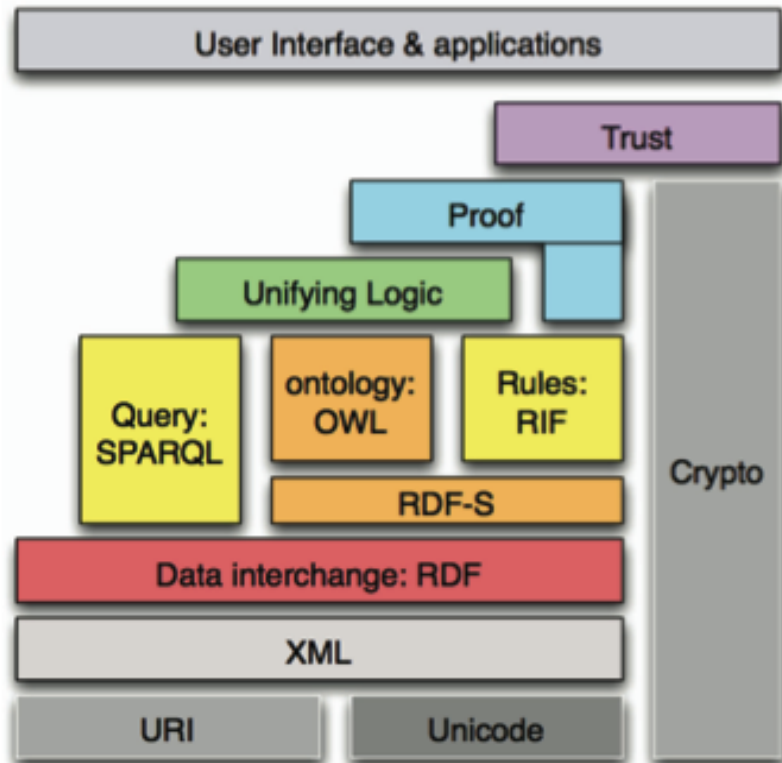 User Interface & applications
Trust
Proof
Unifying Logic
Query:
SPARQL
ontology:
OWL
Rules:
RIF
Crypto
RDF-S
Data interchange: RDF
XML
URI
Unicode